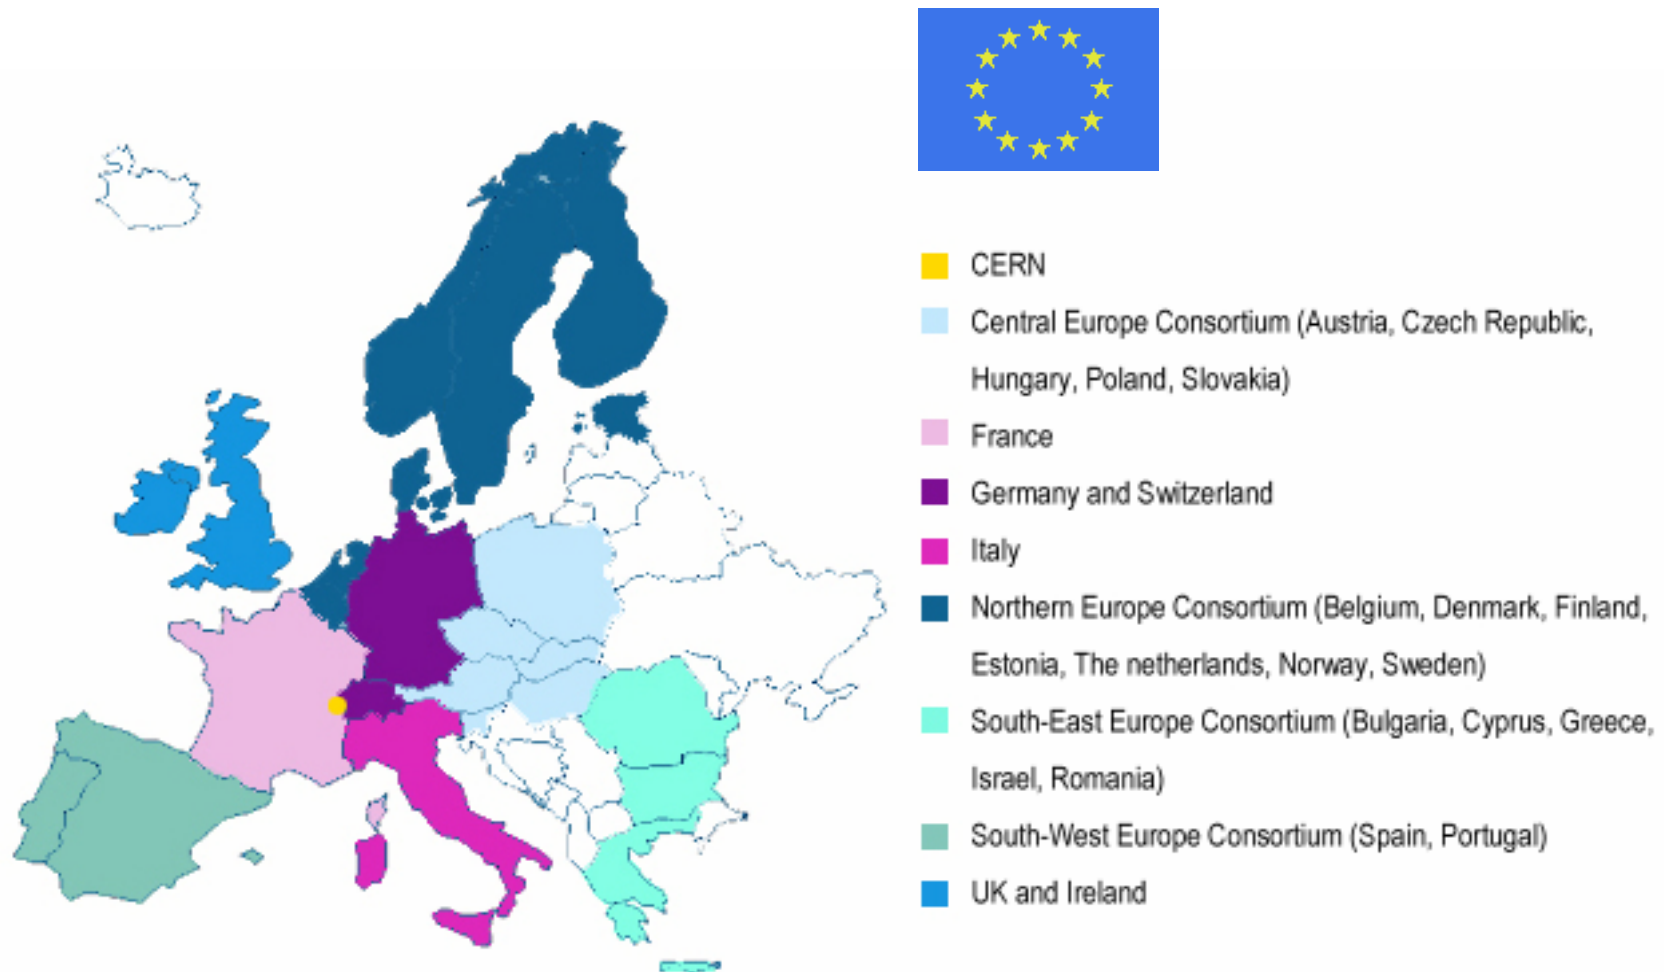 CERN
Central Europe Consortium (Austria, Czech Republic,
Hungary, Poland, Slovakia)
France
Germany and Switzerland
Italy
Northern Europe Consortium (Belgium, Denmark, Finland,
Estonia, The netherlands, Norway, Sweden)
South-East Europe Consortium (Bulgaria, Cyprus, Greece,
Israel, Romania)
South-West Europe Consortium (Spain, Portugal)
UK and Ireland